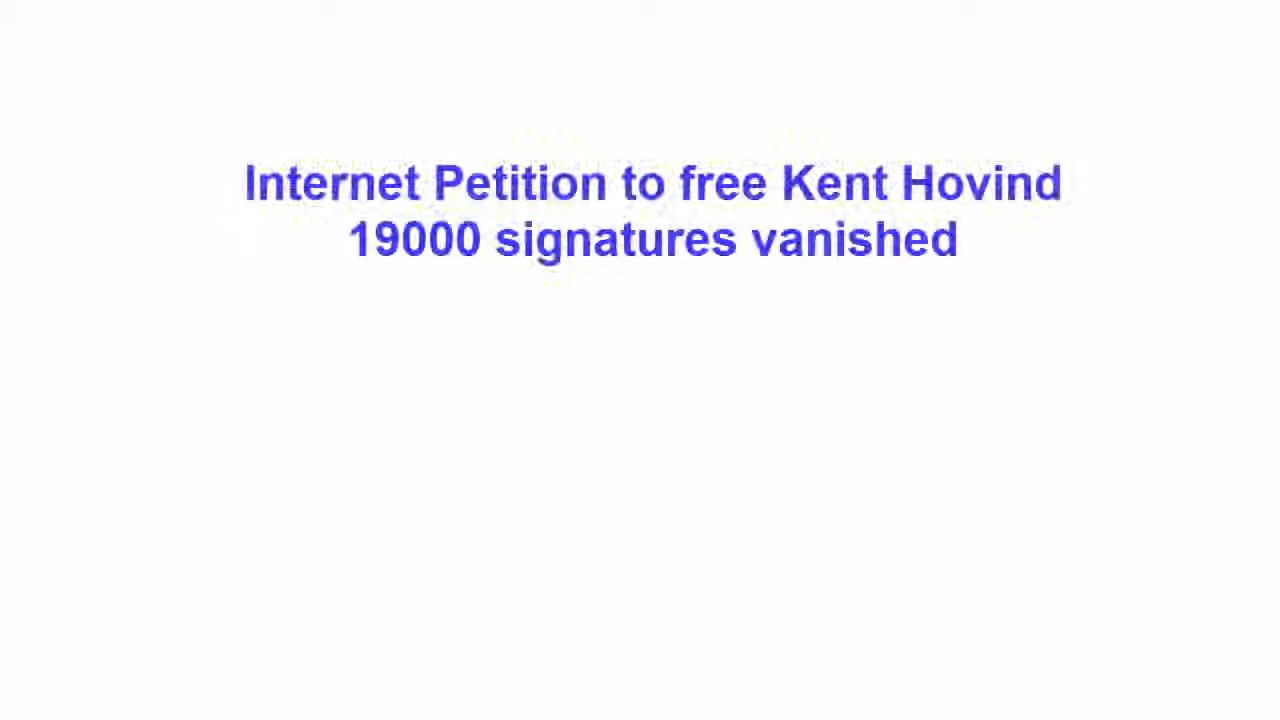 Internet Petition to free Kent Hovind
19000 signatures vanished